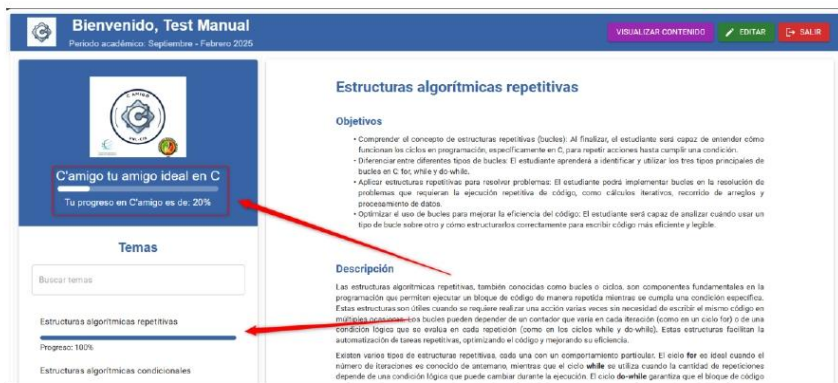 Bienvenido, Test Manual
Periodo académico: Septiembre - Febrero 2025
VISUALIZAR CONTENIDO
EDITAR
SALIR
C'AMIGO
C'amigo tu amigo ideal en C
Tu progreso en C'amigo es de: 20%
Temas
Buscar temas
Estructuras algorítmicas repetitivas
Progreso: 100%
Estructuras algorítmicas condicionales
Estructuras algorítmicas repetitivas
Objetivos
• Comprender el concepto de estructuras repetitivas (bucles): Al finalizar, el estudiante será capaz de entender cómo
funcionan los ciclos en programación, específicamente en C, para repetir acciones hasta cumplir una condición.
• Diferenciar entre diferentes tipos de bucles: El estudiante aprenderá a identificar y utilizar los tres tipos principales de
bucles en C: for, while y do-while.
• Aplicar estructuras repetitivas para resolver problemas: El estudiante podrá implementar bucles en la resolución de
problemas que requieran la ejecución repetitiva de código, como cálculos iterativos, recorrido de arreglos y
procesamiento de datos.
• Optimizar el uso de bucles para mejorar la eficiencia del código: El estudiante será capaz de analizar cuándo usar un
tipo de bucle sobre otro y cómo estructurarlos correctamente para escribir código más eficiente y legible.
Descripción
Las estructuras algorítmicas repetitivas, también conocidas como bucles o ciclos, son componentes fundamentales en la
programación que permiten ejecutar un bloque de código de manera repetida mientras se cumpla una condición específica.
Estas estructuras son útiles cuando se requiere realizar una acción varias veces sin necesidad de escribir el mismo código en
múltiples ocasiones. Los bucles pueden depender de un contador que varía en cada iteración (como en un ciclo for) o de una
condición lógica que se evalúa en cada repetición (como en los ciclos while y do-while). Estas estructuras facilitan la
automatización de tareas repetitivas, optimizando el código y mejorando su eficiencia.
Existen varios tipos de estructuras repetitivas, cada una con un comportamiento particular. El ciclo for es ideal cuando el
número de iteraciones es conocido de antemano, mientras que el ciclo while se utiliza cuando la cantidad de repeticiones
depende de una condición lógica que puede cambiar durante la ejecución. El ciclo do-while garantiza que el bloque de código